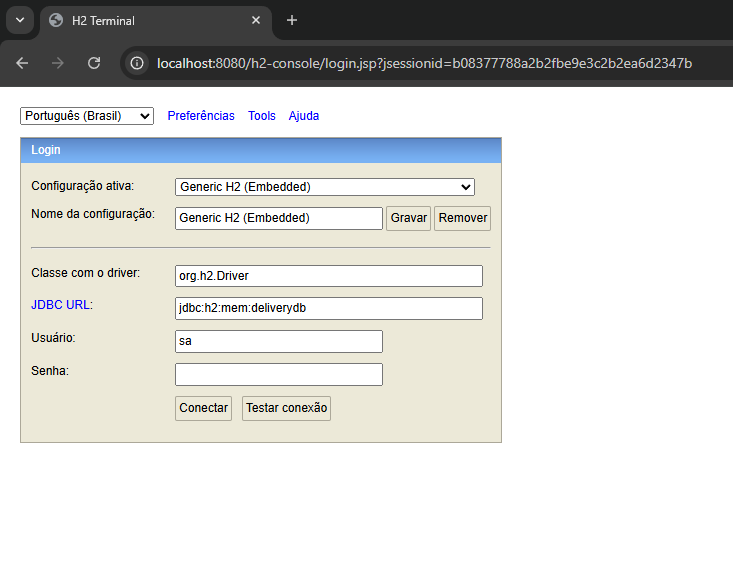 H2 Terminal
localhost:8080/h2-console/login.jsp?jsessionid=b08377788a2b2fbe9e3c2b2ea6d2347b
Português (Brasil) Preferências Tools Ajuda
Login
Configuração ativa: Generic H2 (Embedded)
Nome da configuração: Generic H2 (Embedded) Gravar Remover
Classe com o driver: org.h2.Driver
JDBC URL: jdbc:h2:mem:deliverydb
Usuário: sa
Senha:
Conectar Testar conexão